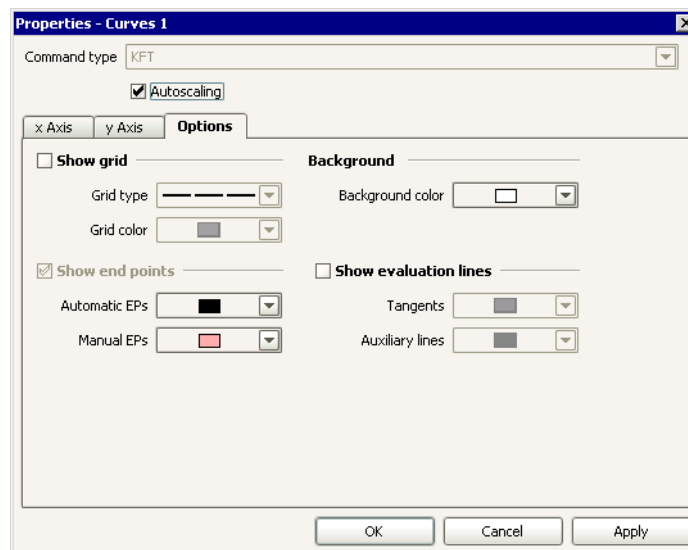 Properties - Curves 1
Command type KFT
Autoscaling
x Axis y Axis Options
Show grid Background
Grid type Background color
Grid color
Show end points Show evaluation lines
Automatic EPs Tangents
Manual EPs Auxiliary lines
OK Cancel Apply